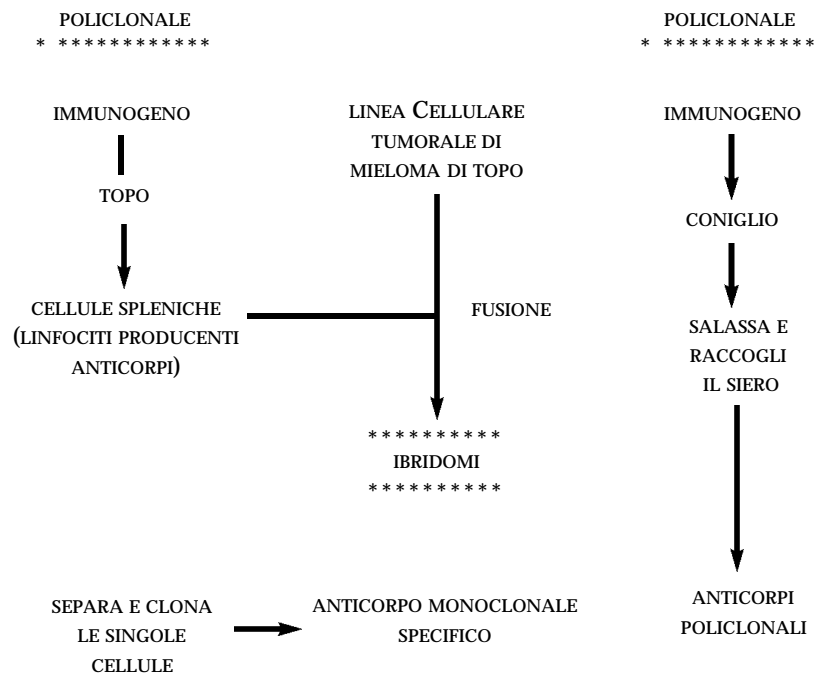 POLICLONALE
* ************
IMMUNOGENO
TOPO
CELLULE SPLENICHE
(LINFOCITI PRODUCENTI
ANTICORPI)
LINEA CELLULARE
TUMORALE DI
MIELOMA DI TOPO
FUSIONE
**********
IBRIDOMI
**********
SEPARA E CLONA
LE SINGOLE
CELLULE
ANTICORPO MONOCLONALE
SPECIFICO
POLICLONALE
* ************
IMMUNOGENO
CONIGLIO
SALASSA E
RACCOGLI
IL SIERO
ANTICORPI
POLICLONALI